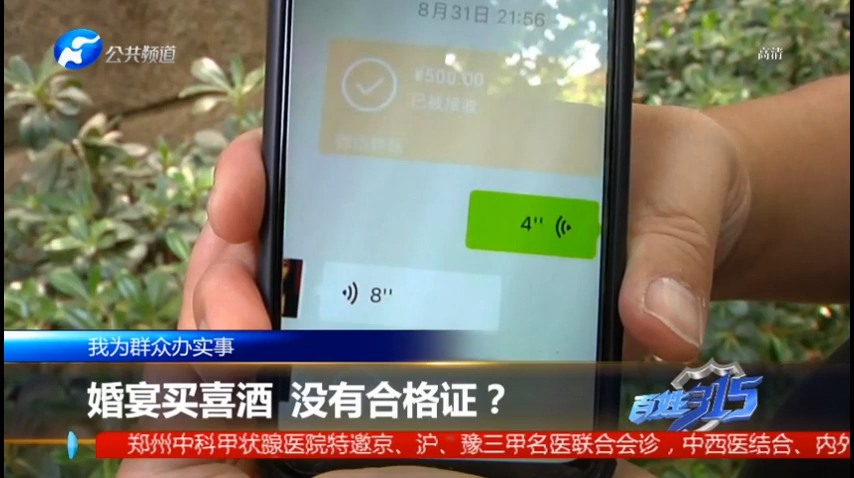 8月31日 21:56
公共频道
高清
¥500.00
已被接收
4''
8''
我为群众办实事
婚宴买喜酒 没有合格证？
百姓315
郑州中科甲状腺医院特邀京、沪、豫三甲名医联合会诊，中西医结合、内外